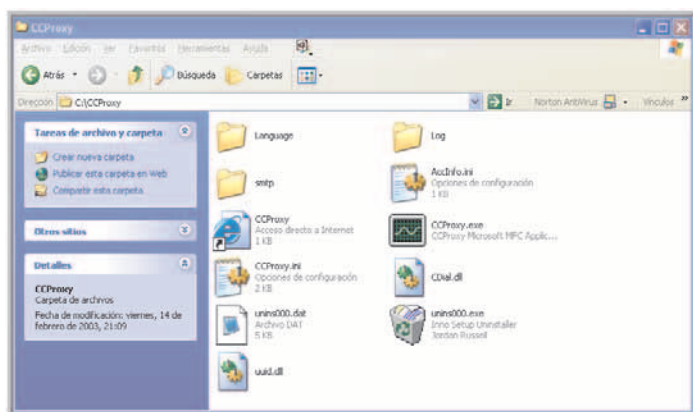 CCProxy
Archivo Edición Ver Favoritos Herramientas Ayuda
Atrás Búsqueda Carpetas
Dirección C:\CCProxy Ir Norton AntiVirus Vínculos »
Tareas de archivo y carpeta
Crear nueva carpeta
Publicar esta carpeta en Web
Compartir esta carpeta
Otros sitios
Detalles
CCProxy
Carpeta de archivos
Fecha de modificación: viernes, 14 de
febrero de 2003, 21:09
Language
Log
smtp
AccInfo.ini
Opciones de configuración
1 KB
CCProxy
Acceso directo a Internet
1 KB
CCProxy.exe
CCProxy Microsoft MFC Applic...
CCProxy.ini
Opciones de configuración
2 KB
CDial.dll
unins000.dat
Archivo DAT
5 KB
unins000.exe
Inno Setup Uninstaller
Jordan Russell
uuid.dll